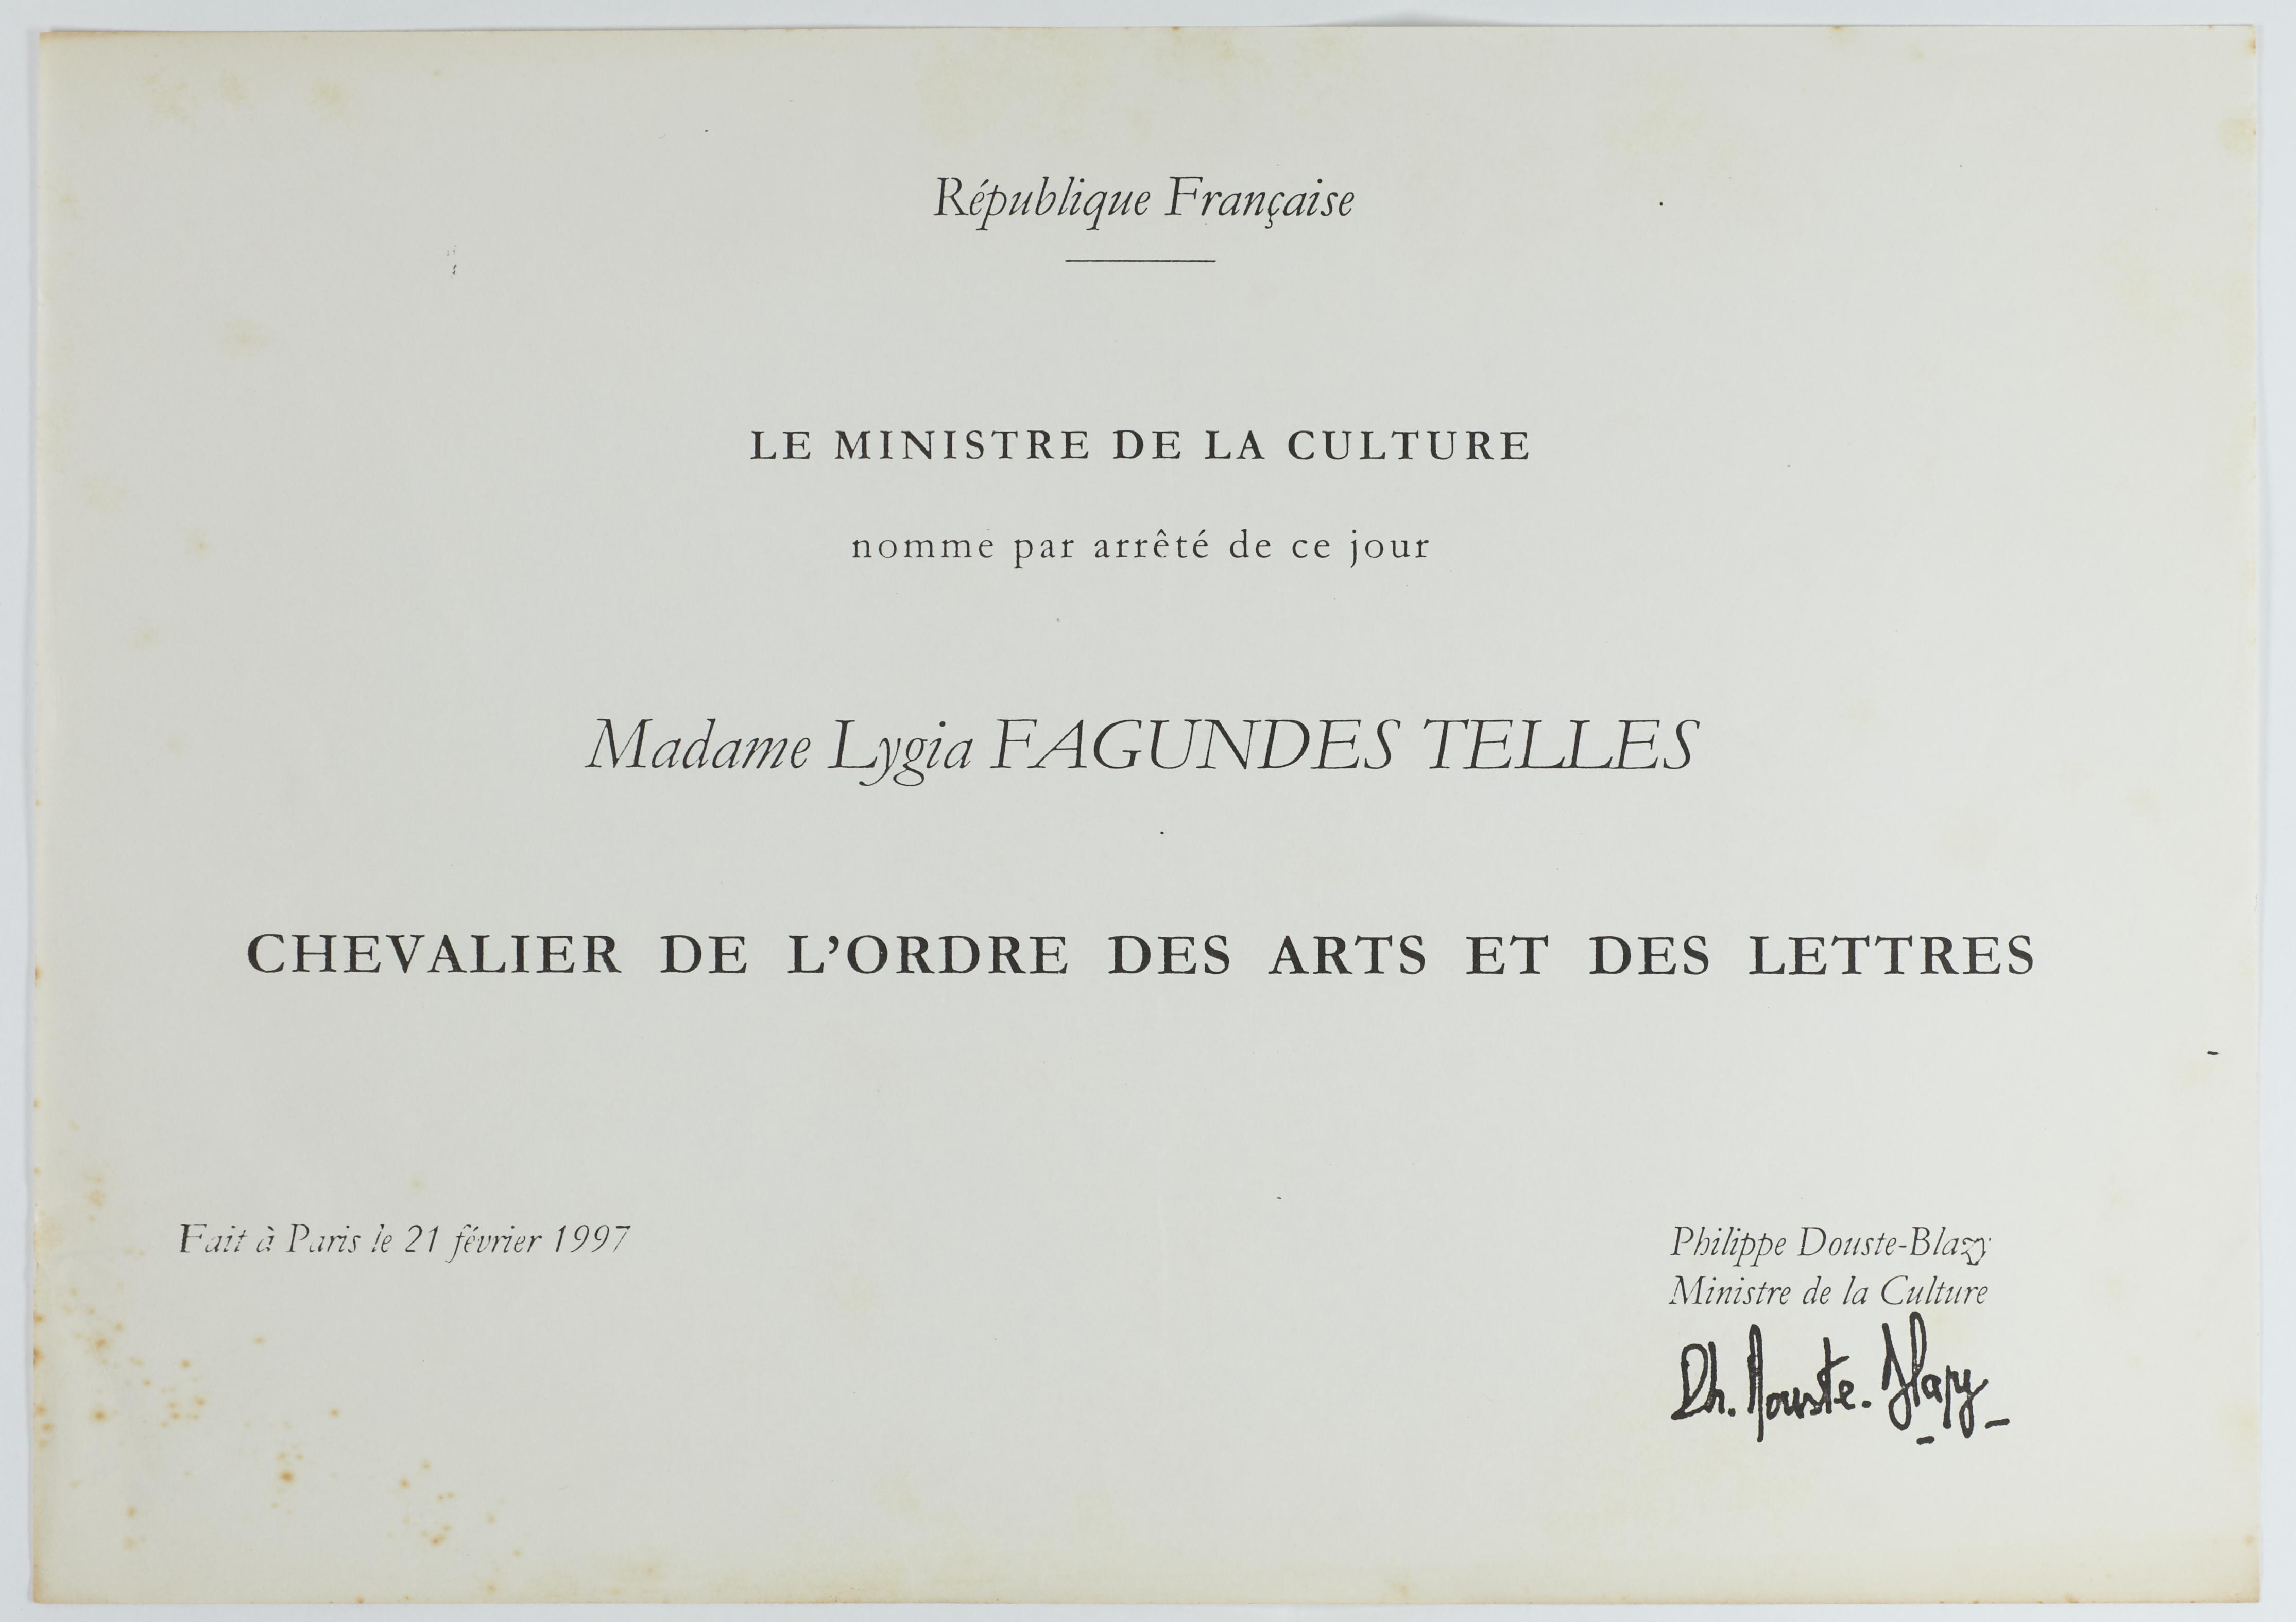 République Française
LE MINISTRE DE LA CULTURE
nomme par arrêté de ce jour
Madame Lygia FAGUNDES TELLES
CHEVALIER DE L'ORDRE DES ARTS ET DES LETTRES
Fait à Paris le 21 février 1997
Philippe Douste-Blazy
Ministre de la Culture
Ph. Douste-Blazy